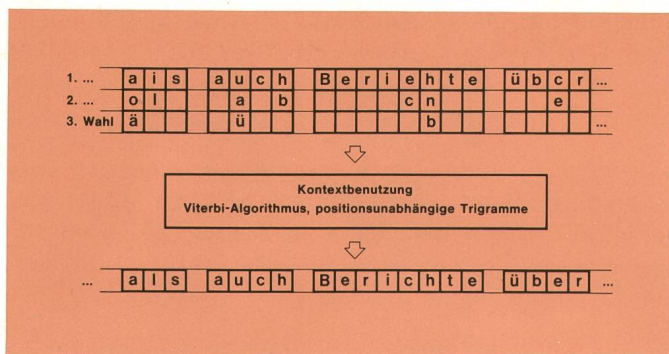 1. ... a i s a u c h B e r i e h t e ü b c r ...
2. ... o l a b c n e
3. Wahl ä ü b ...
Kontextbenutzung
Viterbi-Algorithmus, positionsunabhängige Trigramme
... a l s a u c h B e r i c h t e ü b e r ...